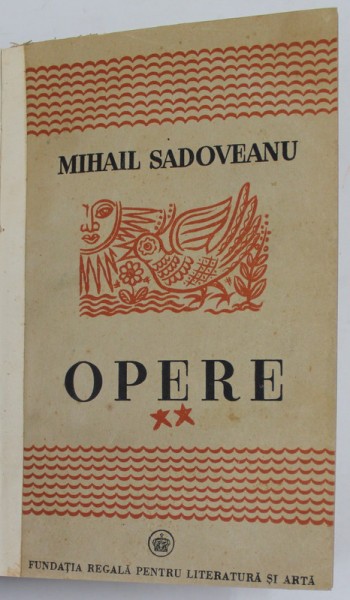 MIHAIL SADOVEANU
OPERE
FUNDAȚIA REGALĂ PENTRU LITERATURĂ ȘI ARTĂ